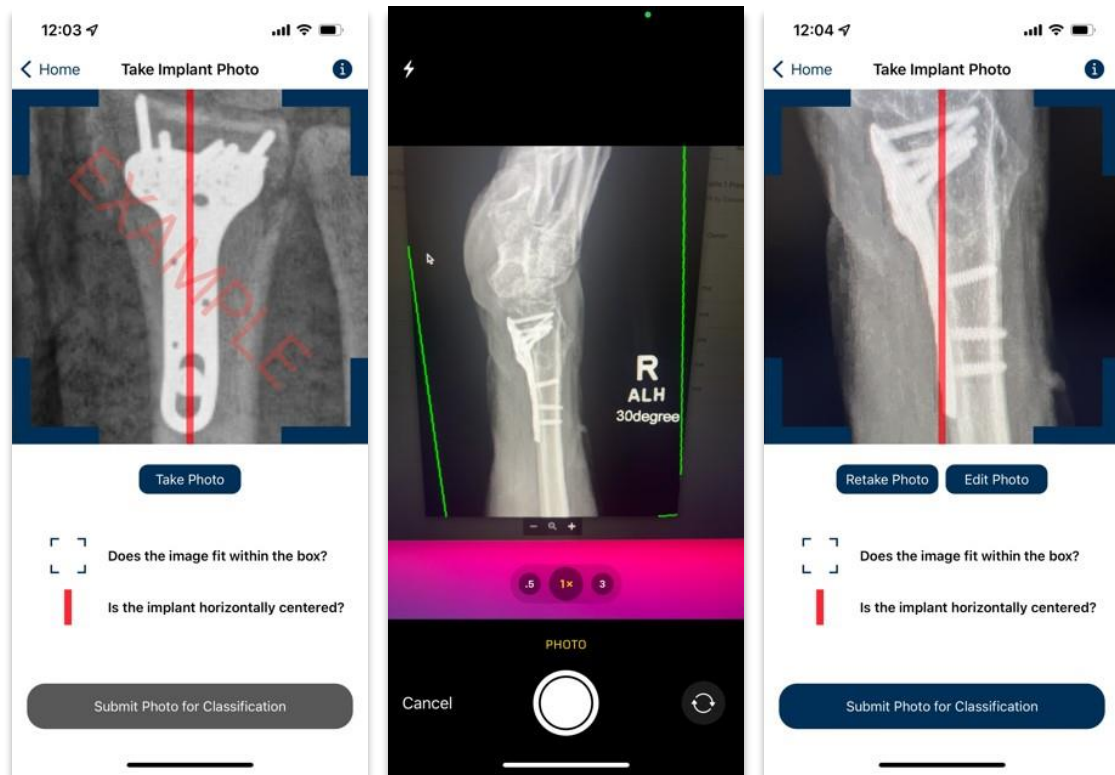 12:03
Home
Take Implant Photo
i
EXAMPLE
Take Photo
Does the image fit within the box?
Is the implant horizontally centered?
Submit Photo for Classification
R
ALH
30degree
.5
1×
3
PHOTO
Cancel
12:04
Home
Take Implant Photo
i
Retake Photo
Edit Photo
Does the image fit within the box?
Is the implant horizontally centered?
Submit Photo for Classification